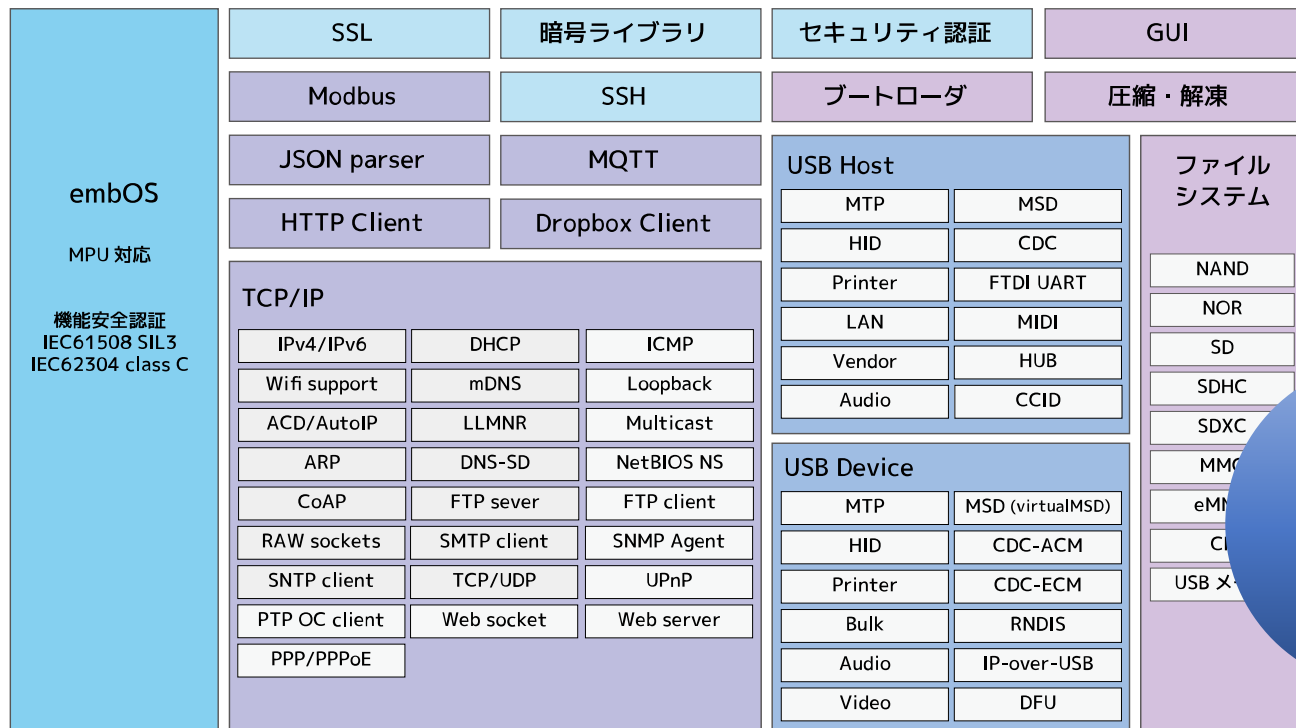 embOS
MPU 対応
機能安全認証
IEC61508 SIL3
IEC62304 class C
SSL
暗号ライブラリ
セキュリティ認証
GUI
Modbus
SSH
ブートローダ
圧縮・解凍
JSON parser
MQTT
HTTP Client
Dropbox Client
TCP/IP
IPv4/IPv6
DHCP
ICMP
Wifi support
mDNS
Loopback
ACD/AutoIP
LLMNR
Multicast
ARP
DNS-SD
NetBIOS NS
CoAP
FTP sever
FTP client
RAW sockets
SMTP client
SNMP Agent
SNTP client
TCP/UDP
UPnP
PTP OC client
Web socket
Web server
PPP/PPPoE
USB Host
MTP
MSD
HID
CDC
Printer
FTDI UART
LAN
MIDI
Vendor
HUB
Audio
CCID
USB Device
MTP
MSD (virtualMSD)
HID
CDC-ACM
Printer
CDC-ECM
Bulk
RNDIS
Audio
IP-over-USB
Video
DFU
ファイル
システム
NAND
NOR
SD
SDHC
SDXC
USB